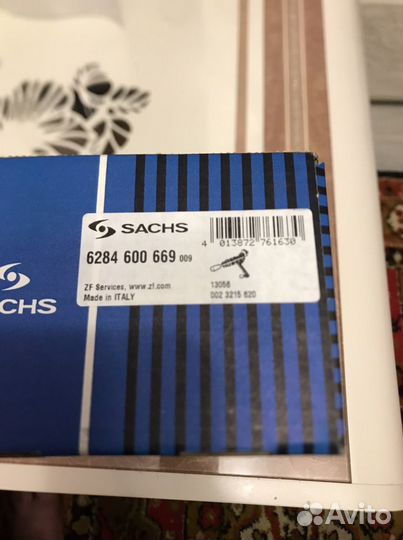 SACHS
4 013872 761630
6284 600 669 009
ZF Services, www.zf.com
Made in ITALY
13056
002 3215 620
CHS
Avito